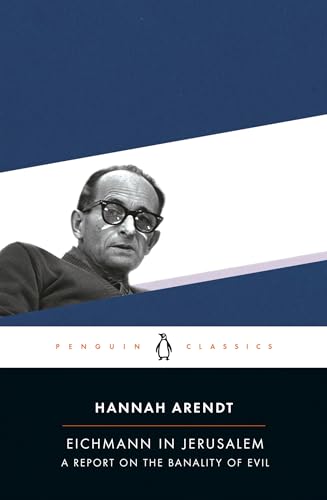 PENGUIN CLASSICS
HANNAH ARENDT
EICHMANN IN JERUSALEM
A REPORT ON THE BANALITY OF EVIL